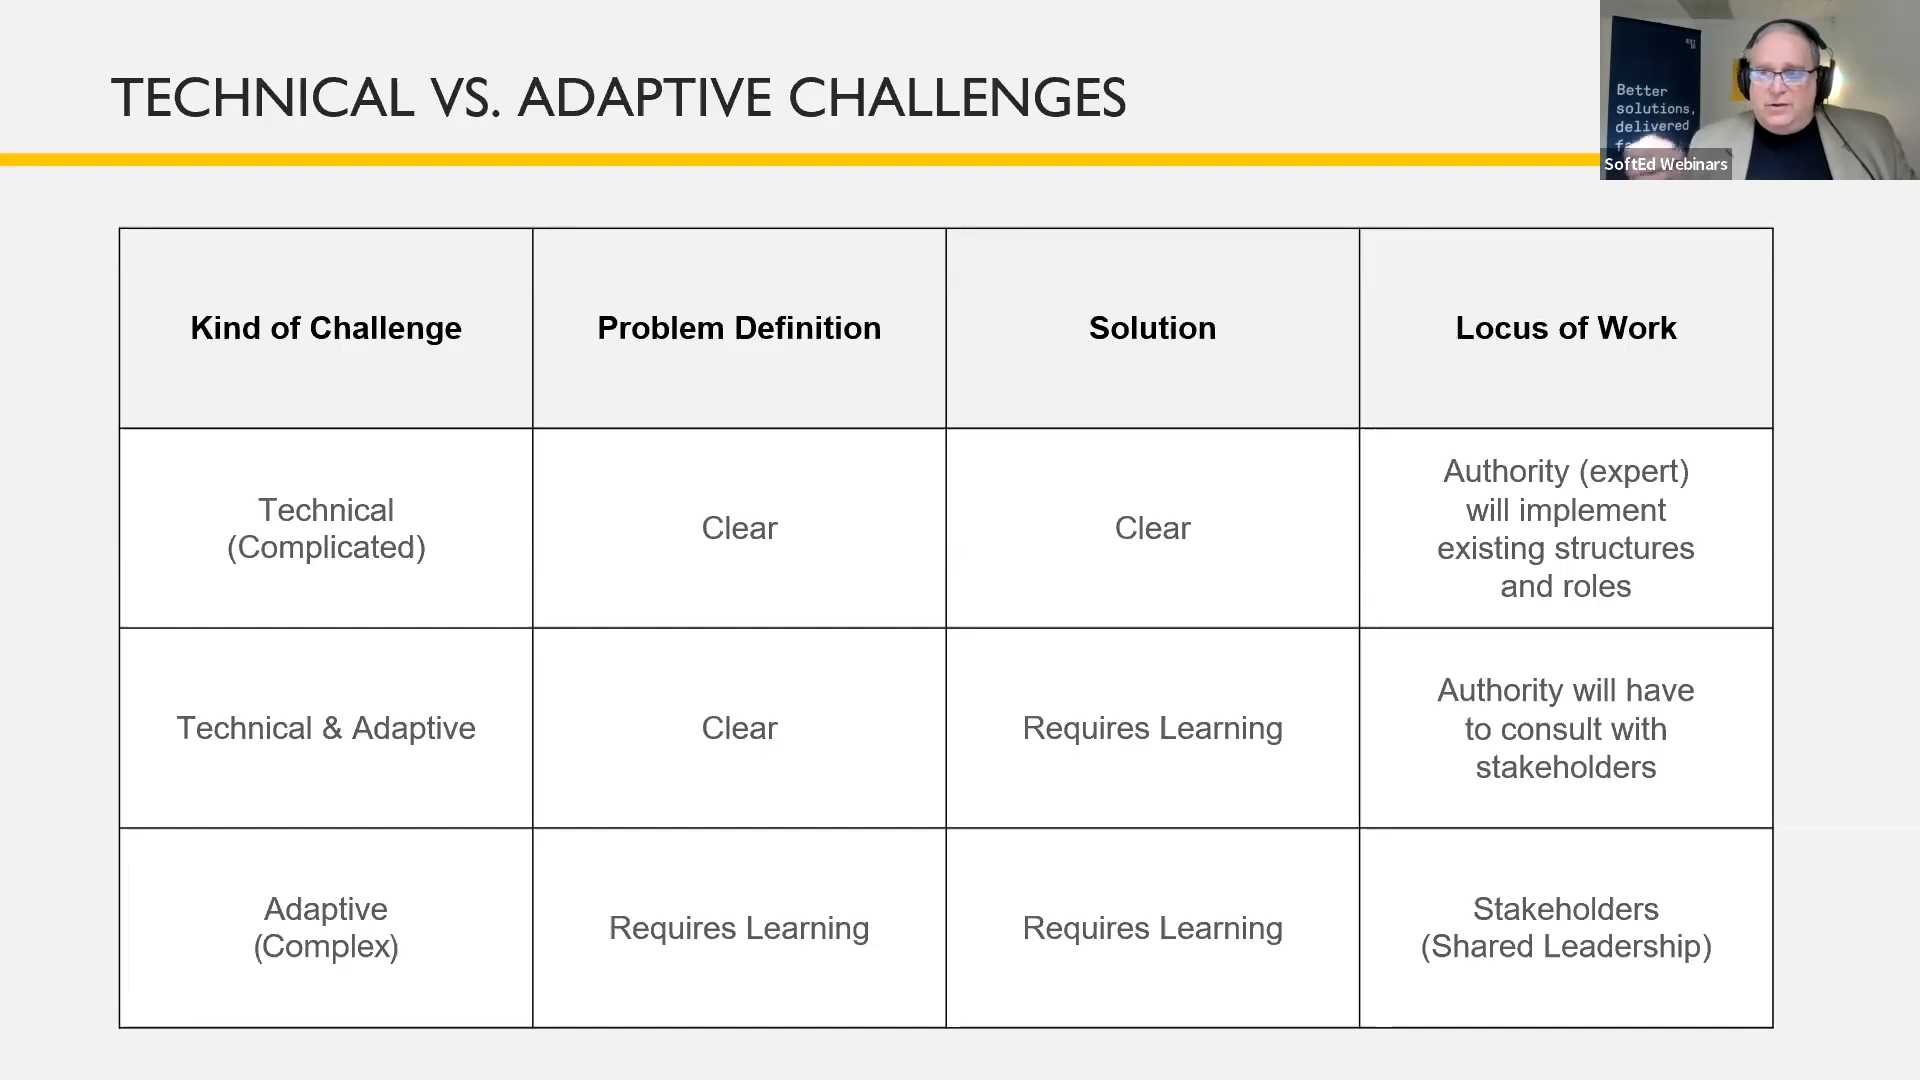 TECHNICAL VS. ADAPTIVE CHALLENGES
Better
solutions,
delivered
SoftEd Webinars
Kind of Challenge
Problem Definition
Solution
Locus of Work
Technical
(Complicated)
Clear
Clear
Authority (expert)
will implement
existing structures
and roles
Technical & Adaptive
Clear
Requires Learning
Authority will have
to consult with
stakeholders
Adaptive
(Complex)
Requires Learning
Requires Learning
Stakeholders
(Shared Leadership)